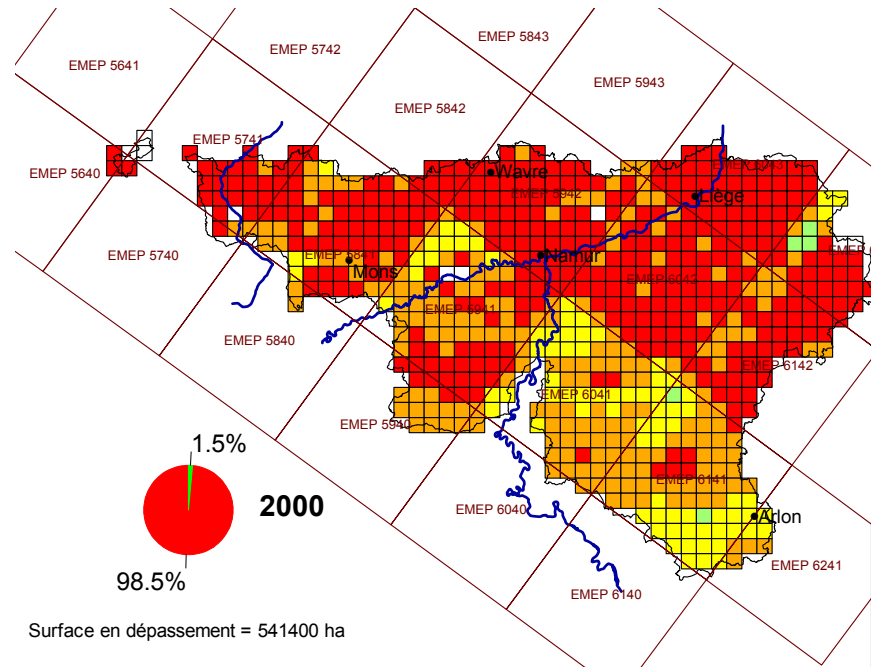 EMEP 5843
EMEP 5742
EMEP 5641
EMEP 5943
EMEP 5842
EMEP 5741
EMEP 5640
Wavre
EMEP 5942
Liège
EMEP 5740
EMEP 5841
Mons
Namur
EMEP 5941
EMEP 5840
EMEP 6142
EMEP 6041
EMEP 5940
1.5%
2000
EMEP 6141
EMEP 6040
Arlon
EMEP 6241
98.5%
EMEP 6140
Surface en dépassement = 541400 ha